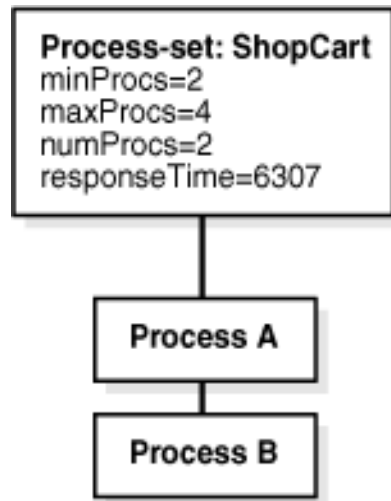 Process-set: ShopCart
minProcs=2
maxProcs=4
numProcs=2
responseTime=6307
Process A
Process B